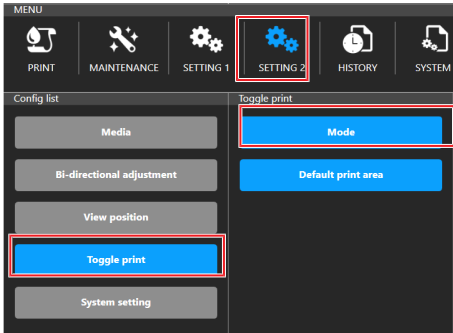 MENU
PRINT
MAINTENANCE
SETTING 1
SETTING 2
HISTORY
SYSTEM
Config list
Toggle print
Media
Mode
Bi-directional adjustment
Default print area
View position
Toggle print
System setting